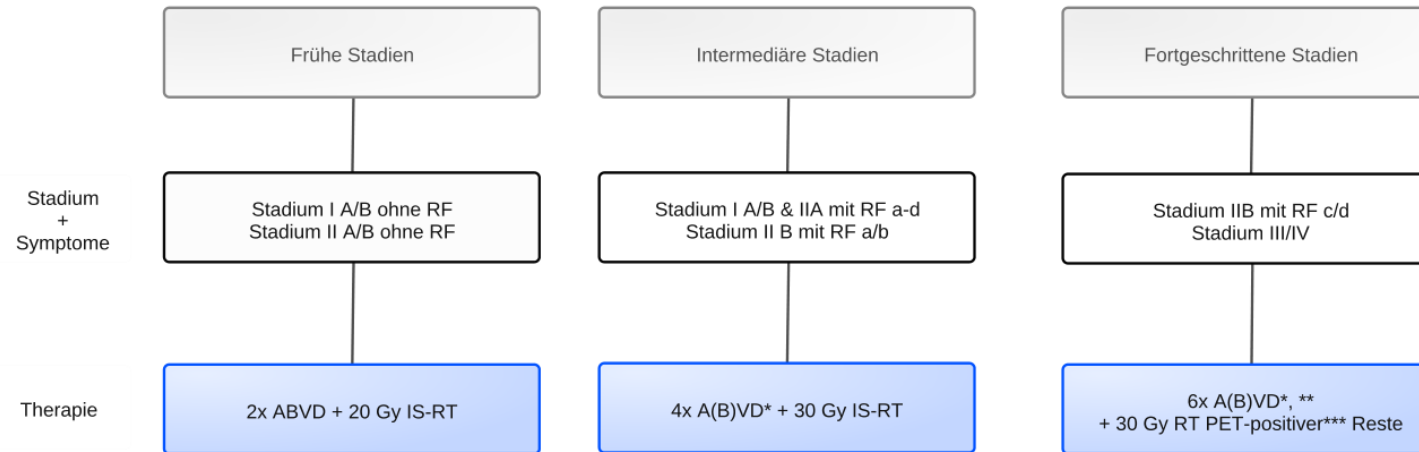 Frühe Stadien
Intermediäre Stadien
Fortgeschrittene Stadien
Stadium
+
Symptome
Stadium I A/B ohne RF
Stadium II A/B ohne RF
Stadium I A/B & IIA mit RF a-d
Stadium II B mit RF a/b
Stadium IIB mit RF c/d
Stadium III/IV
Therapie
2x ABVD + 20 Gy IS-RT
4x A(B)VD* + 30 Gy IS-RT
6x A(B)VD*, **
+ 30 Gy RT PET-positiver*** Reste